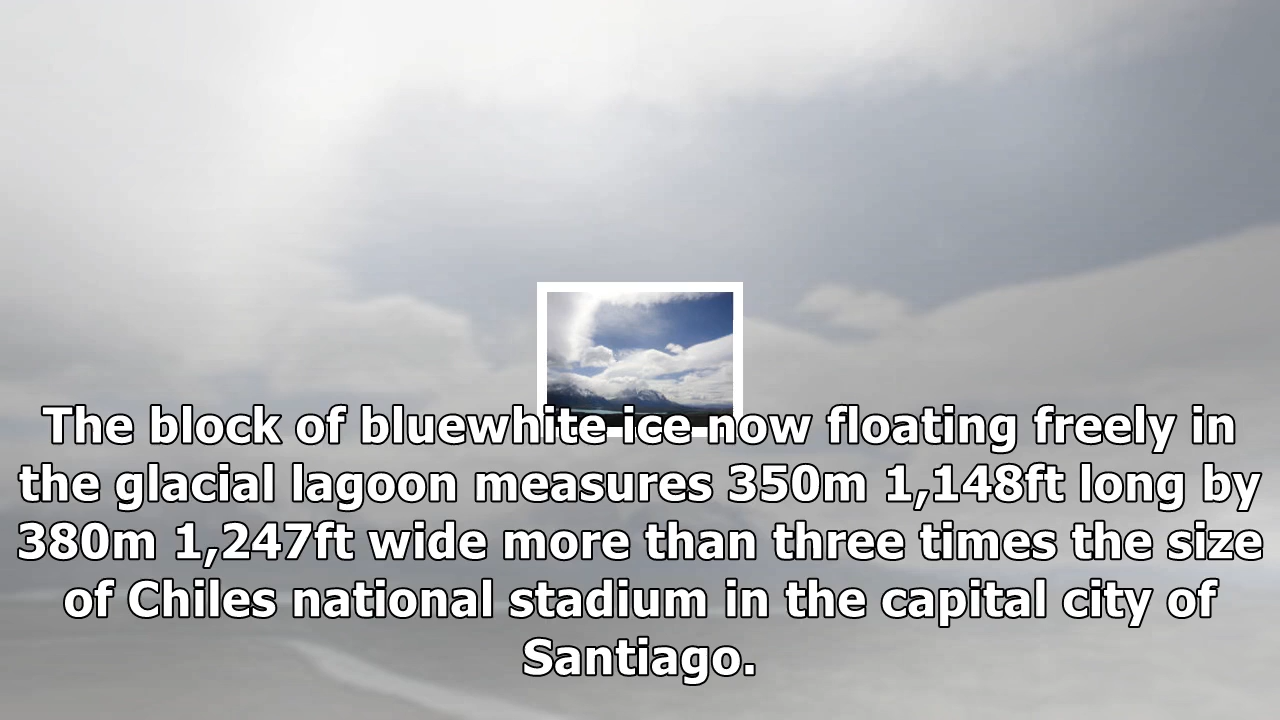 The block of bluewhite ice now floating freely in
the glacial lagoon measures 350m 1,148ft long by
380m 1,247ft wide more than three times the size
of Chiles national stadium in the capital city of
Santiago.